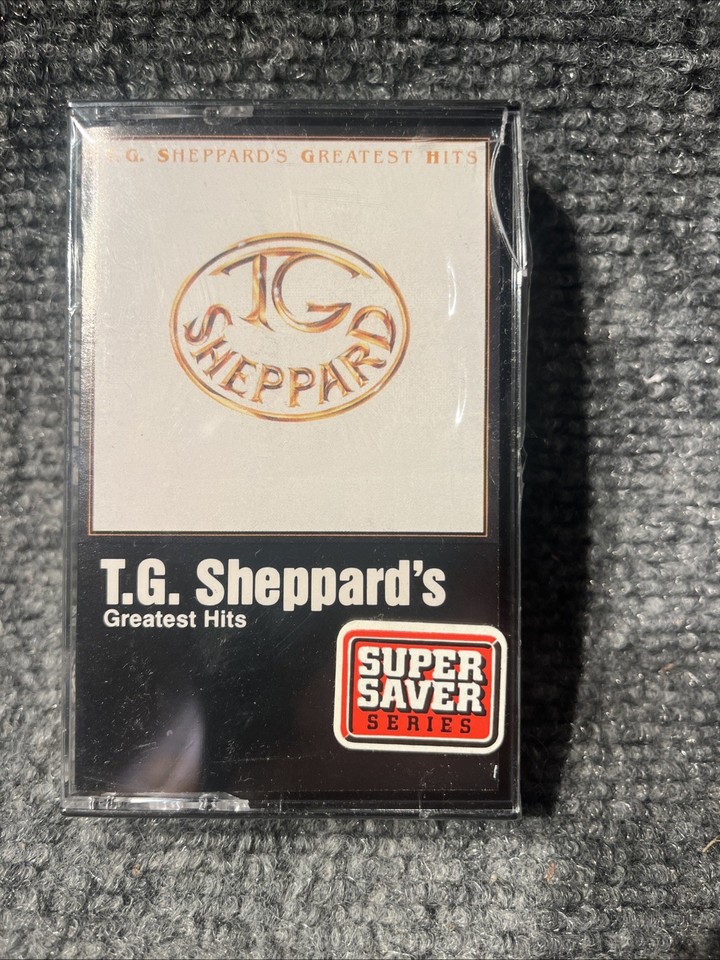 T.G. SHEPPARD'S GREATEST HITS
TG
SHEPPARD
T.G. Sheppard's
Greatest Hits
SUPER
SAVER
SERIES